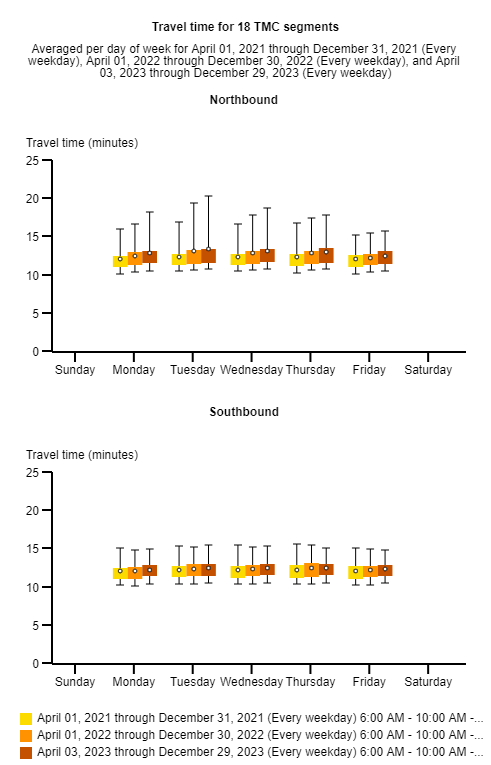 Travel time for 18 TMC segments
Averaged per day of week for April 01, 2021 through December 31, 2021 (Every
weekday), April 01, 2022 through December 30, 2022 (Every weekday), and April
03, 2023 through December 29, 2023 (Every weekday)
Northbound
Travel time (minutes)
25
20
15
10
5
0
Sunday Monday Tuesday Wednesday Thursday Friday Saturday
Southbound
Travel time (minutes)
25
20
15
10
5
0
Sunday Monday Tuesday Wednesday Thursday Friday Saturday
April 01, 2021 through December 31, 2021 (Every weekday) 6:00 AM - 10:00 AM -...
April 01, 2022 through December 30, 2022 (Every weekday) 6:00 AM - 10:00 AM -...
April 03, 2023 through December 29, 2023 (Every weekday) 6:00 AM - 10:00 AM -...